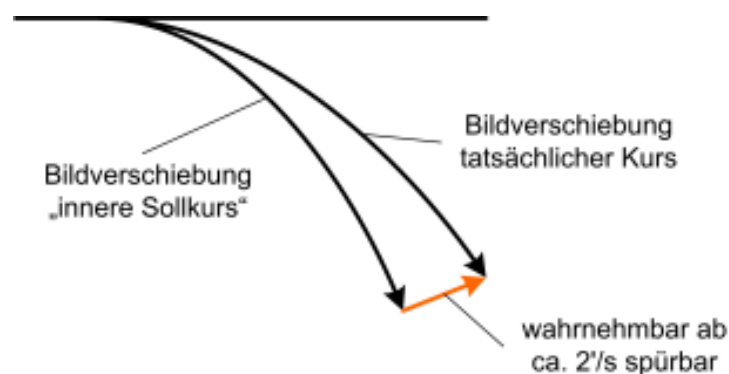 Bildverschiebung
tatsächlicher Kurs
Bildverschiebung
„innere Sollkurs“
wahrnehmbar ab
ca. 2'/s spürbar